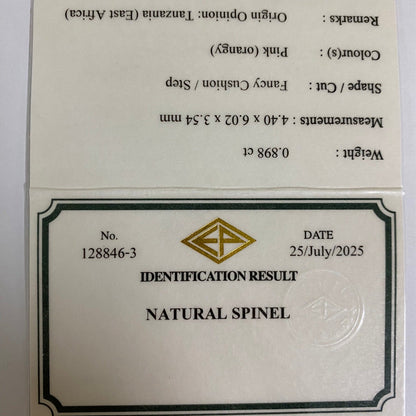 Weight : 0.898 ct
Measurements : 4.40 x 6.02 x 3.54 mm
Shape / Cut : Fancy Cushion / Step
Colour(s) : Pink (orangy)
Remarks : Origin Opinion: Tanzania (East Africa)
No. DATE
128846-3 25/July/2025
IDENTIFICATION RESULT
NATURAL SPINEL